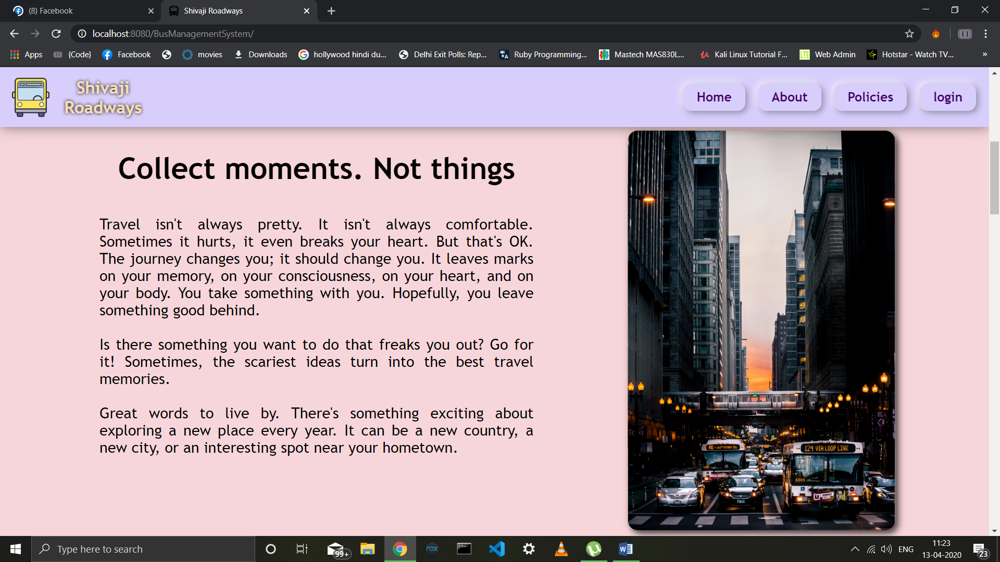 (8) Facebook
Shivaji Roadways
localhost:8080/BusManagementSystem/
Apps
{Code}
Facebook
movies
Downloads
hollywood hindi du...
Delhi Exit Polls: Rep...
Ruby Programming...
Mastech MAS830L...
Kali Linux Tutorial F...
LTE
Web Admin
Hotstar - Watch TV...
»
Shivaji
Roadways
Home
About
Policies
login
Collect moments. Not things
Travel isn't always pretty. It isn't always comfortable.
Sometimes it hurts, it even breaks your heart. But that's OK.
The journey changes you; it should change you. It leaves marks
on your memory, on your consciousness, on your heart, and on
your body. You take something with you. Hopefully, you leave
something good behind.
Is there something you want to do that freaks you out? Go for
it! Sometimes, the scariest ideas turn into the best travel
memories.
Great words to live by. There's something exciting about
exploring a new place every year. It can be a new country, a
new city, or an interesting spot near your hometown.
124 VIA LOOP LINK
K005
Type here to search
99+
nox
ENG
11:23
13-04-2020
23